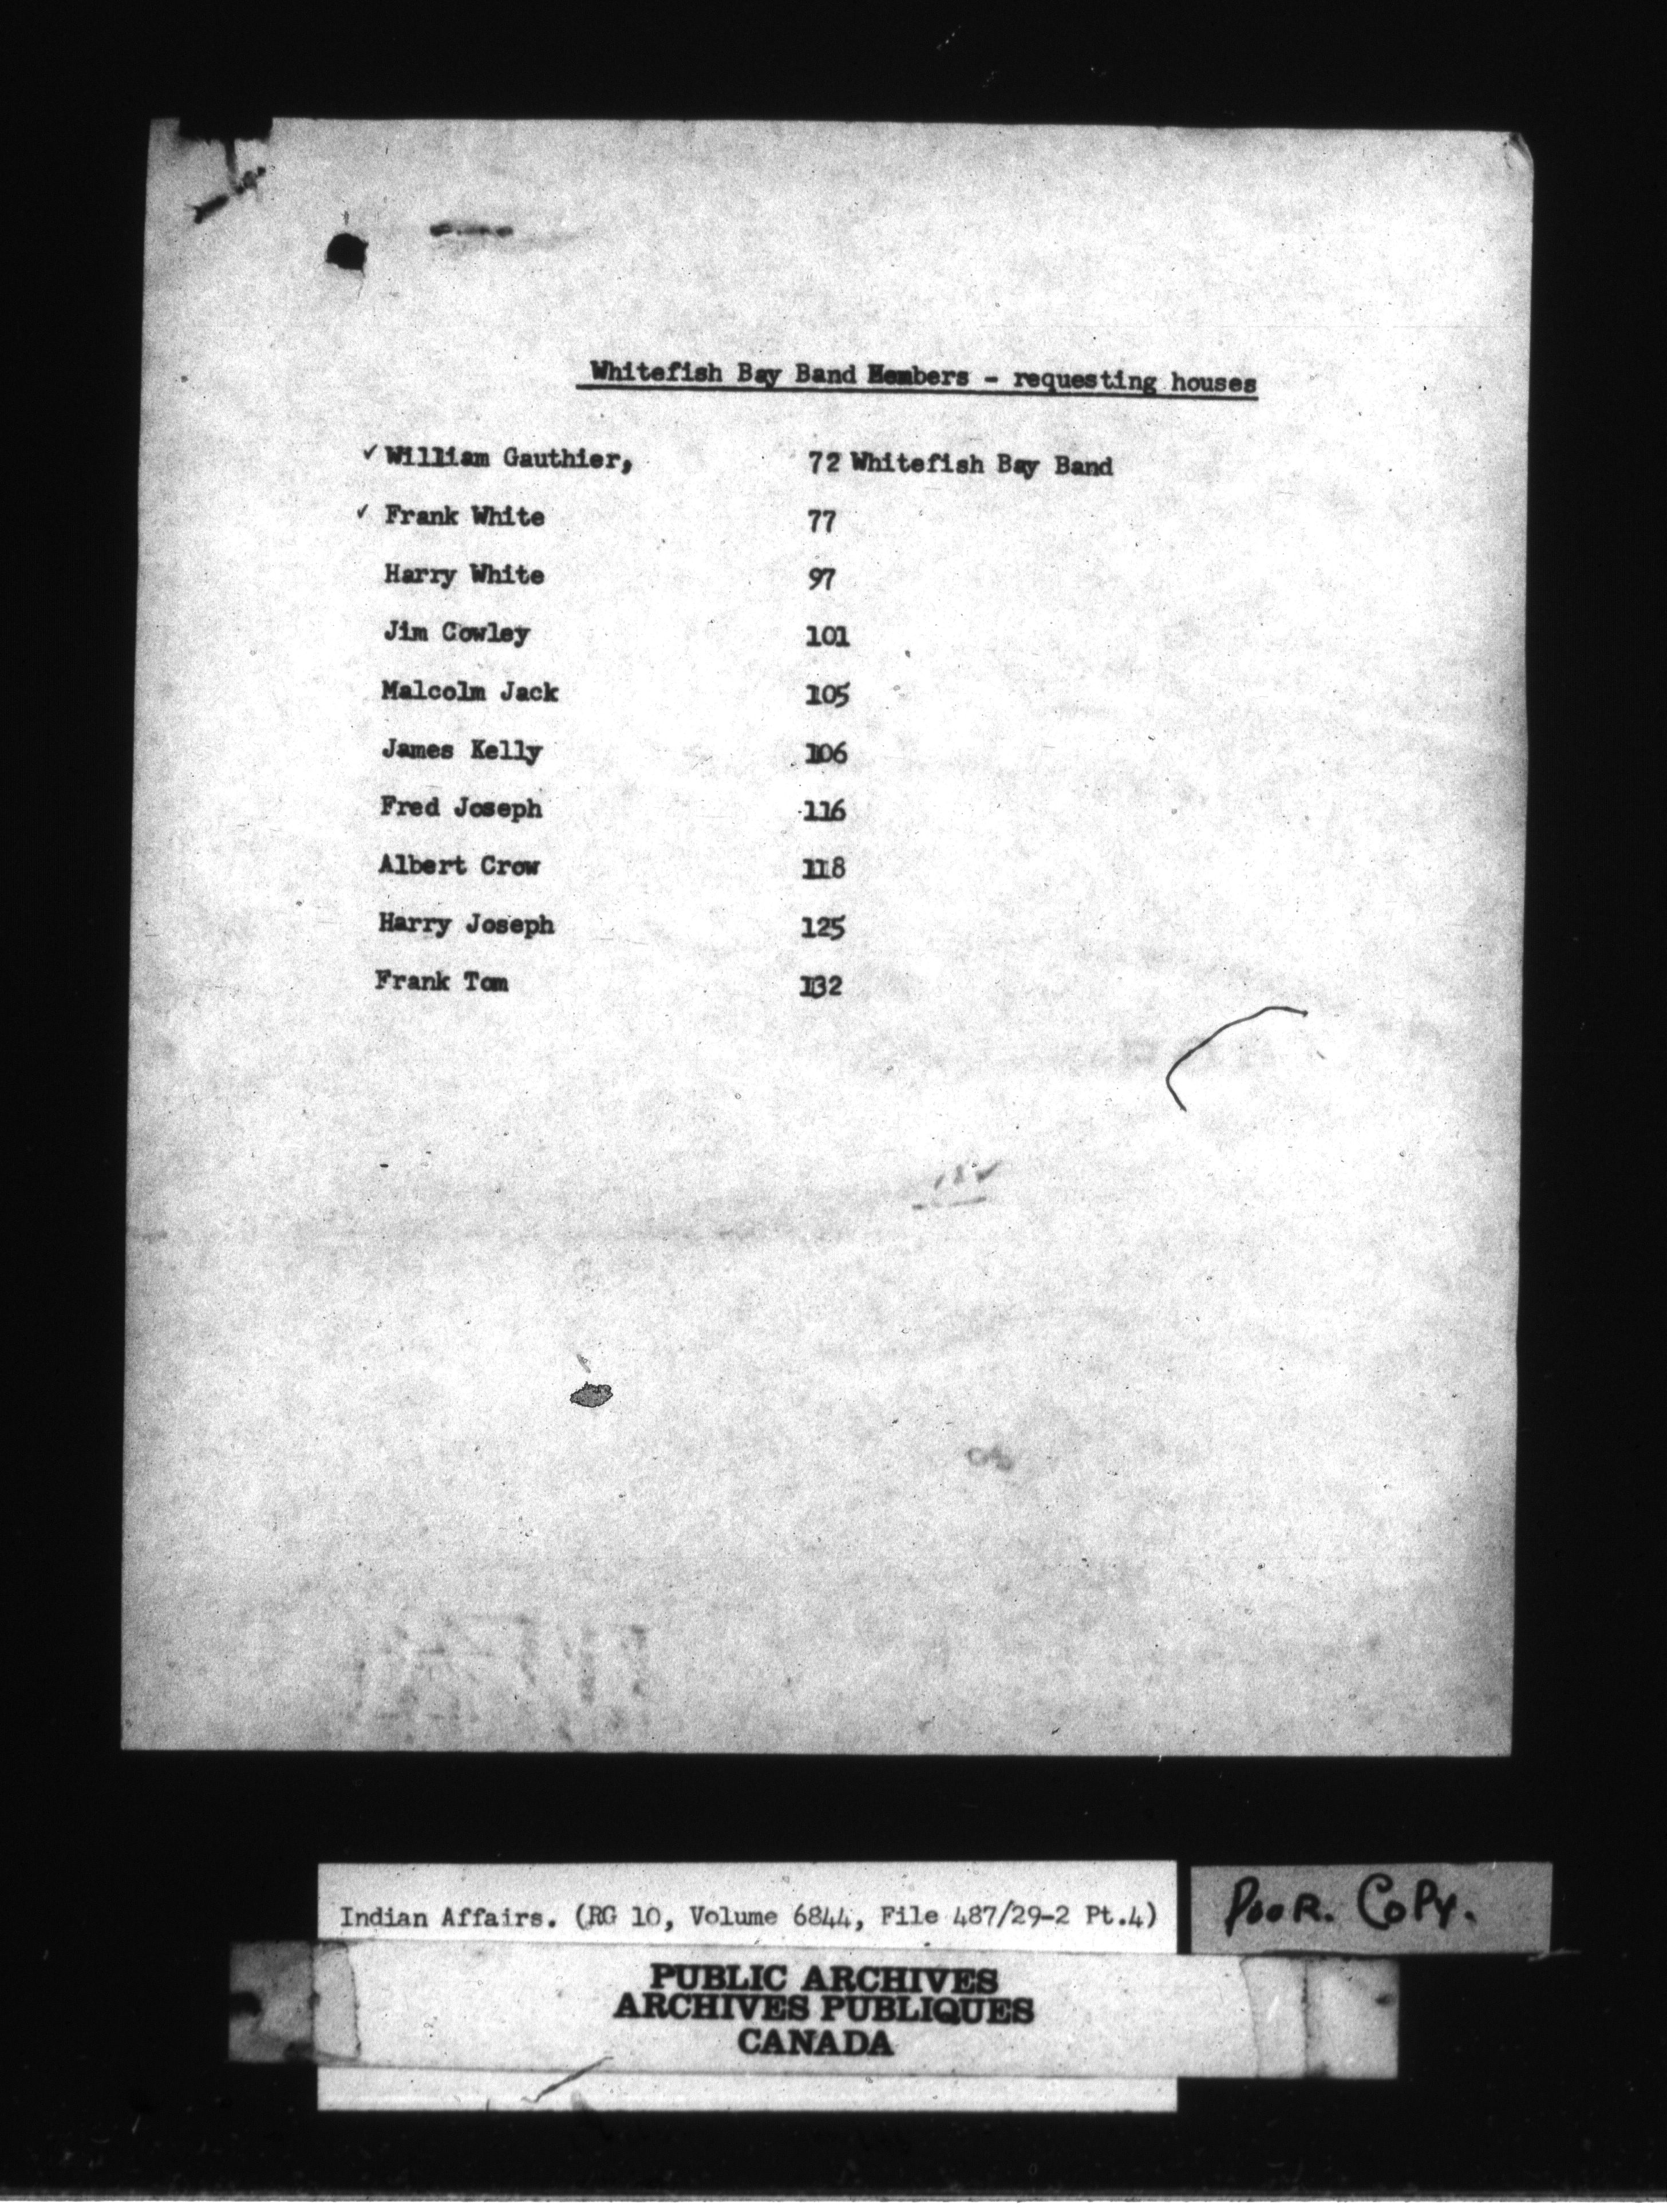 Whitefish Bay Band Members - requesting houses
✓ William Gauthier, 72 Whitefish Bay Band
✓ Frank White 77
Harry White 97
Jim Cowley 101
Malcolm Jack 105
James Kelly 106
Fred Joseph 116
Albert Crow 118
Harry Joseph 125
Frank Tom 132
Indian Affairs. (RG 10, Volume 6844, File 487/29-2 Pt.4)
Poor. Copy.
PUBLIC ARCHIVES
ARCHIVES PUBLIQUES
CANADA